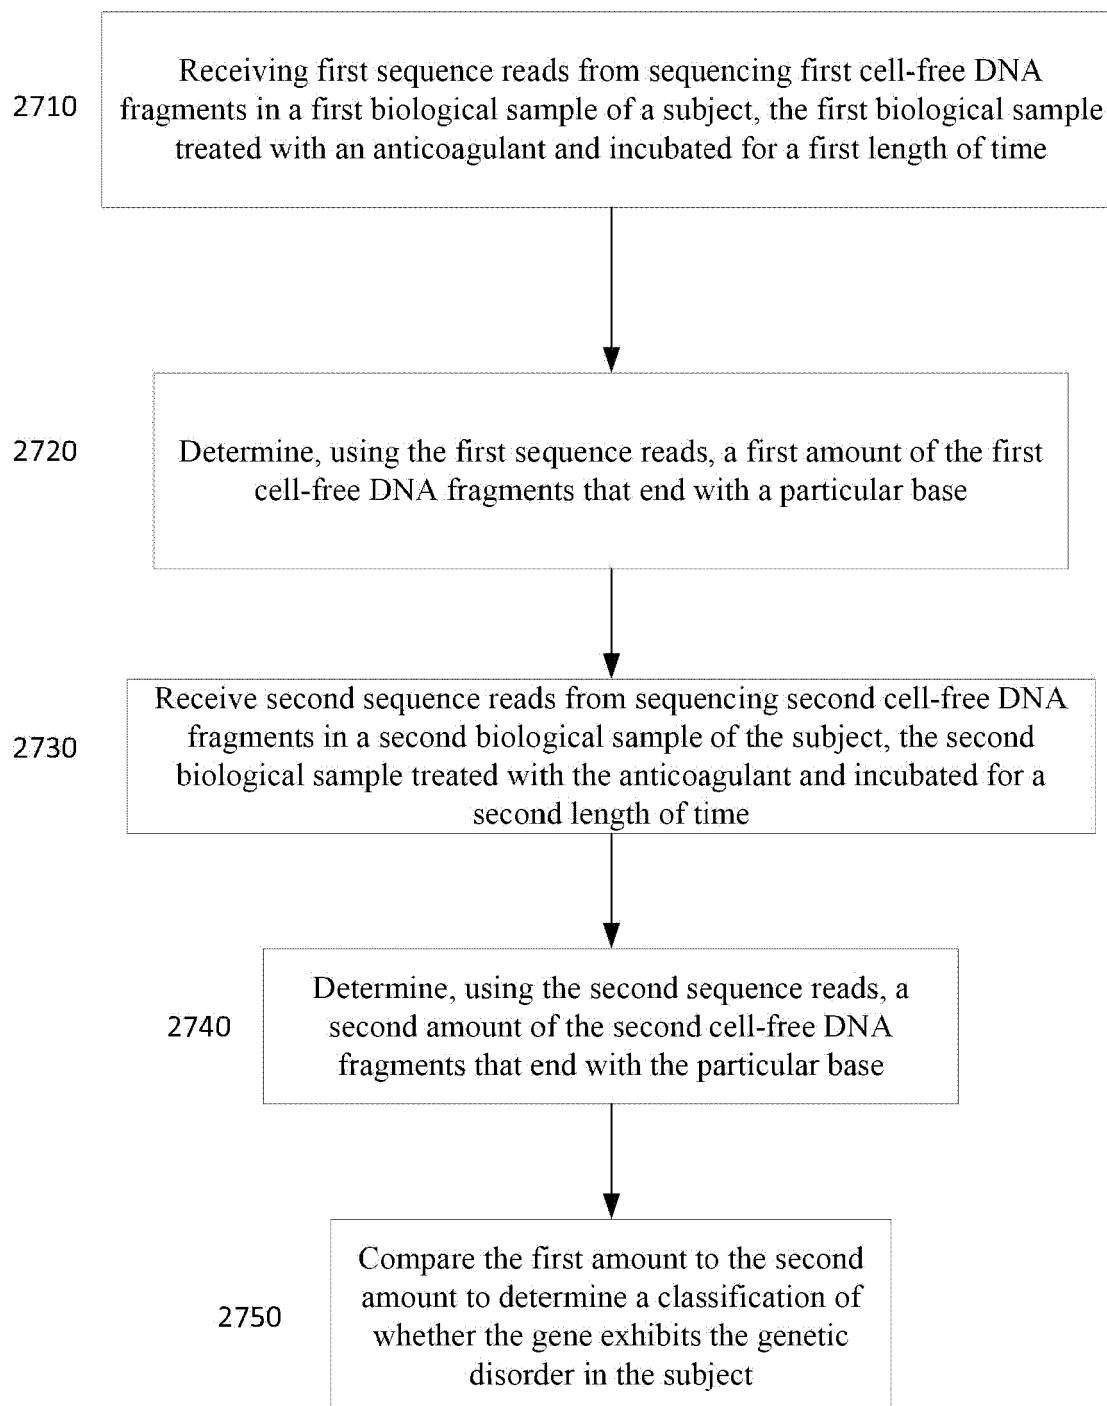 2710
Receiving first sequence reads from sequencing first cell-free DNA
fragments in a first biological sample of a subject, the first biological sample
treated with an anticoagulant and incubated for a first length of time
2720
Determine, using the first sequence reads, a first amount of the first
cell-free DNA fragments that end with a particular base
2730
Receive second sequence reads from sequencing second cell-free DNA
fragments in a second biological sample of the subject, the second
biological sample treated with the anticoagulant and incubated for a
second length of time
2740
Determine, using the second sequence reads, a
second amount of the second cell-free DNA
fragments that end with the particular base
2750
Compare the first amount to the second
amount to determine a classification of
whether the gene exhibits the genetic
disorder in the subject